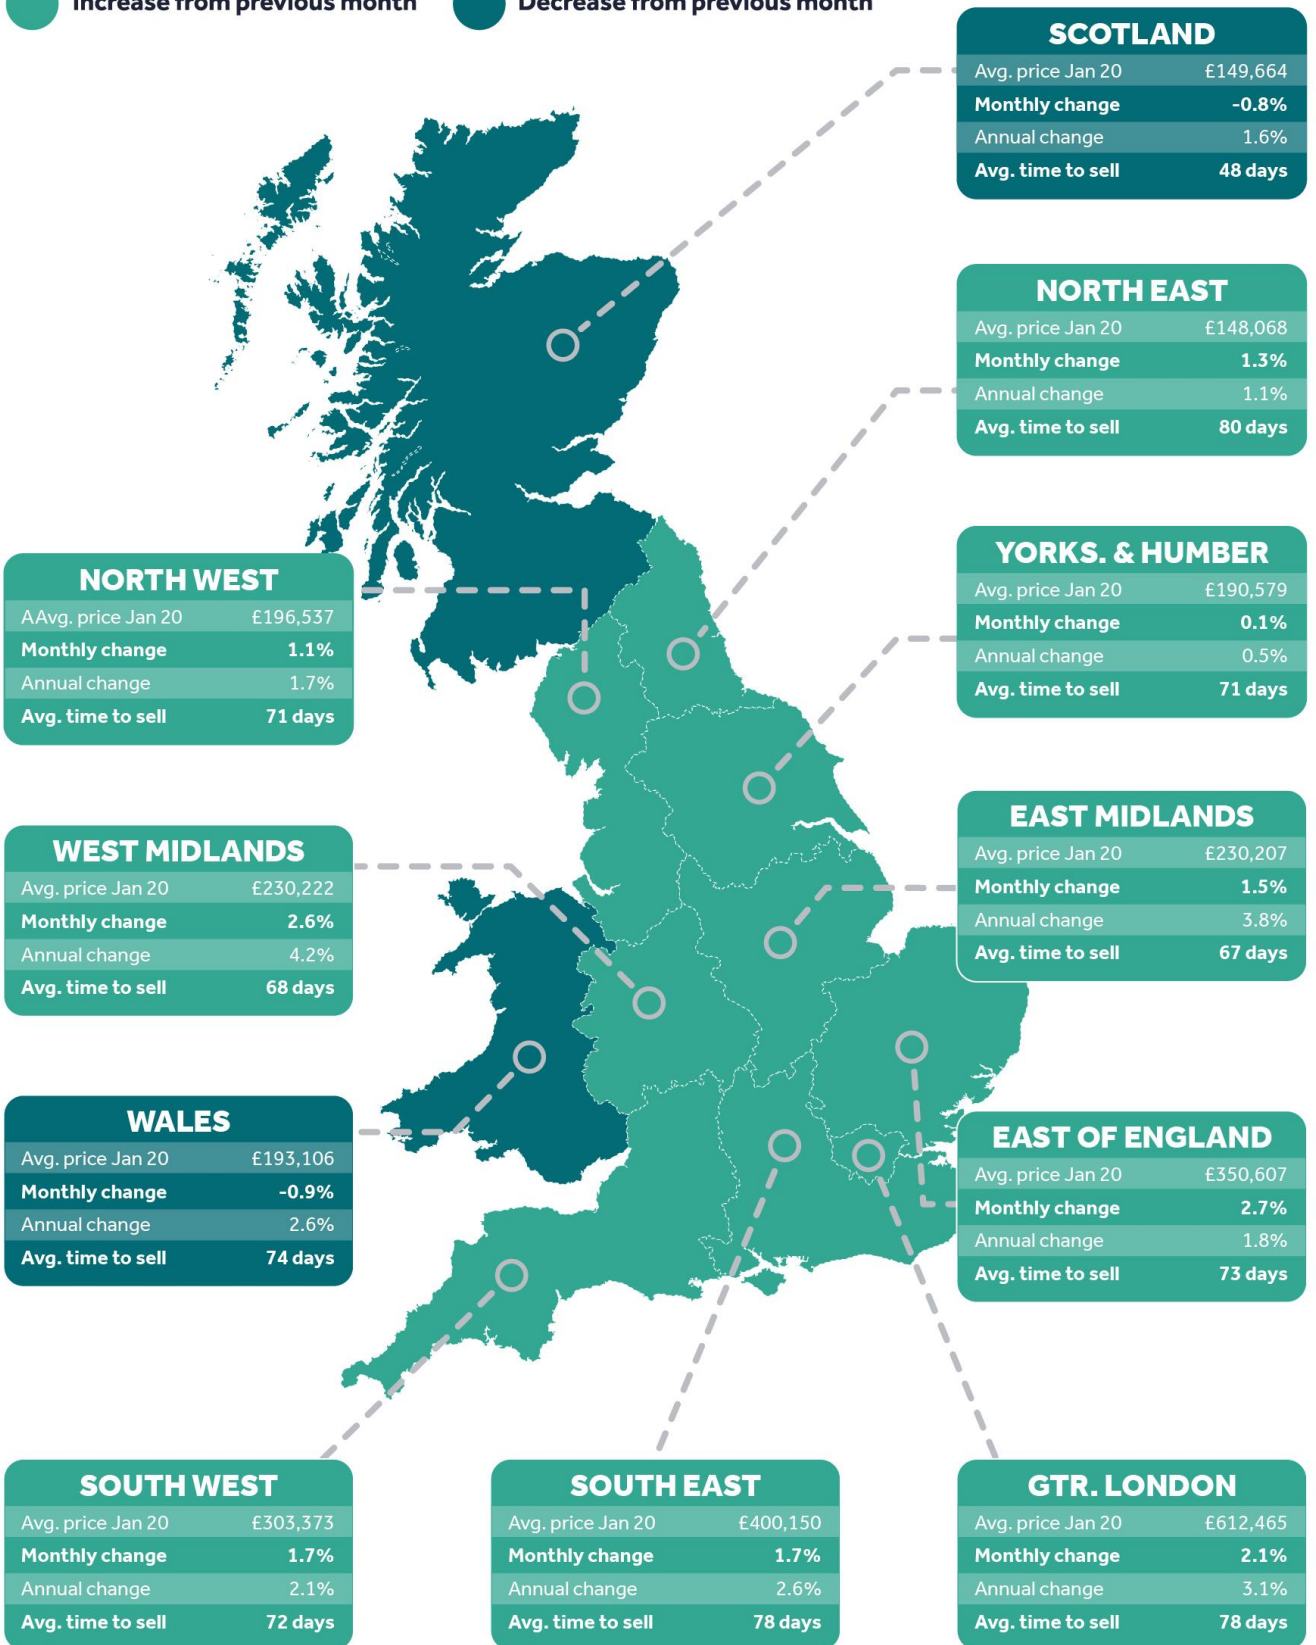 Increase from previous month
Decrease from previous month
SCOTLAND
Avg. price Jan 20 £149,664
Monthly change -0.8%
Annual change 1.6%
Avg. time to sell 48 days
NORTH EAST
Avg. price Jan 20 £148,068
Monthly change 1.3%
Annual change 1.1%
Avg. time to sell 80 days
YORKS. & HUMBER
Avg. price Jan 20 £190,579
Monthly change 0.1%
Annual change 0.5%
Avg. time to sell 71 days
NORTH WEST
AAvg. price Jan 20 £196,537
Monthly change 1.1%
Annual change 1.7%
Avg. time to sell 71 days
EAST MIDLANDS
Avg. price Jan 20 £230,207
Monthly change 1.5%
Annual change 3.8%
Avg. time to sell 67 days
WEST MIDLANDS
Avg. price Jan 20 £230,222
Monthly change 2.6%
Annual change 4.2%
Avg. time to sell 68 days
WALES
Avg. price Jan 20 £193,106
Monthly change -0.9%
Annual change 2.6%
Avg. time to sell 74 days
EAST OF ENGLAND
Avg. price Jan 20 £350,607
Monthly change 2.7%
Annual change 1.8%
Avg. time to sell 73 days
SOUTH WEST
Avg. price Jan 20 £303,373
Monthly change 1.7%
Annual change 2.1%
Avg. time to sell 72 days
SOUTH EAST
Avg. price Jan 20 £400,150
Monthly change 1.7%
Annual change 2.6%
Avg. time to sell 78 days
GTR. LONDON
Avg. price Jan 20 £612,465
Monthly change 2.1%
Annual change 3.1%
Avg. time to sell 78 days